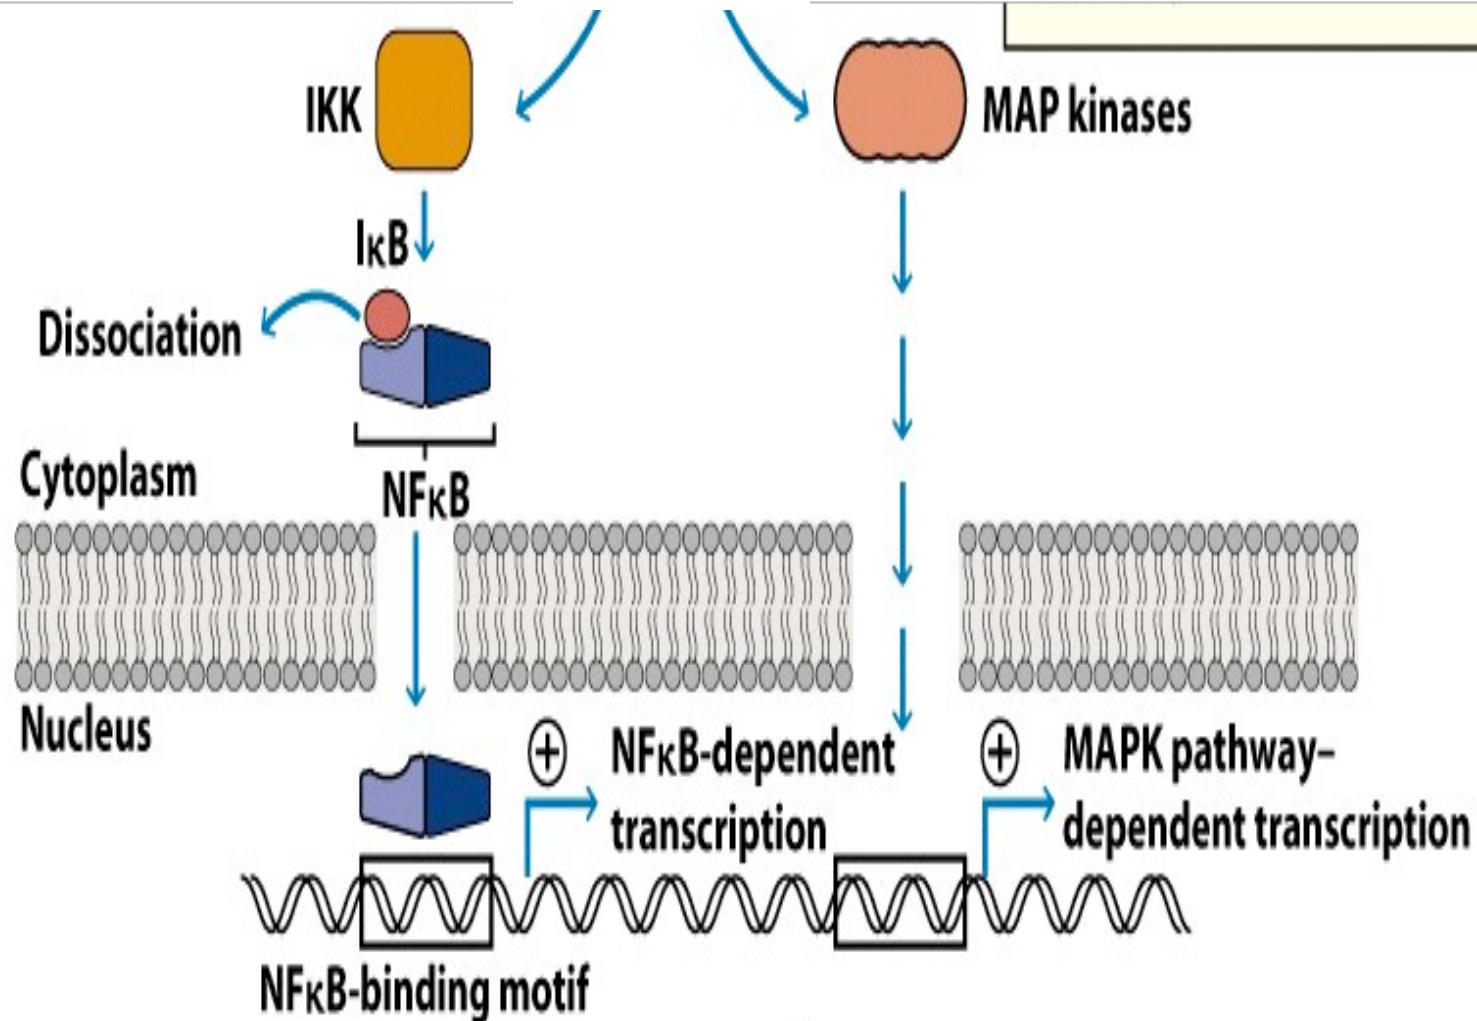 IKK
MAP kinases
IκB
Dissociation
Cytoplasm
NFκB
Nucleus
+
NFκB-dependent
transcription
+
MAPK pathway–
dependent transcription
NFκB-binding motif